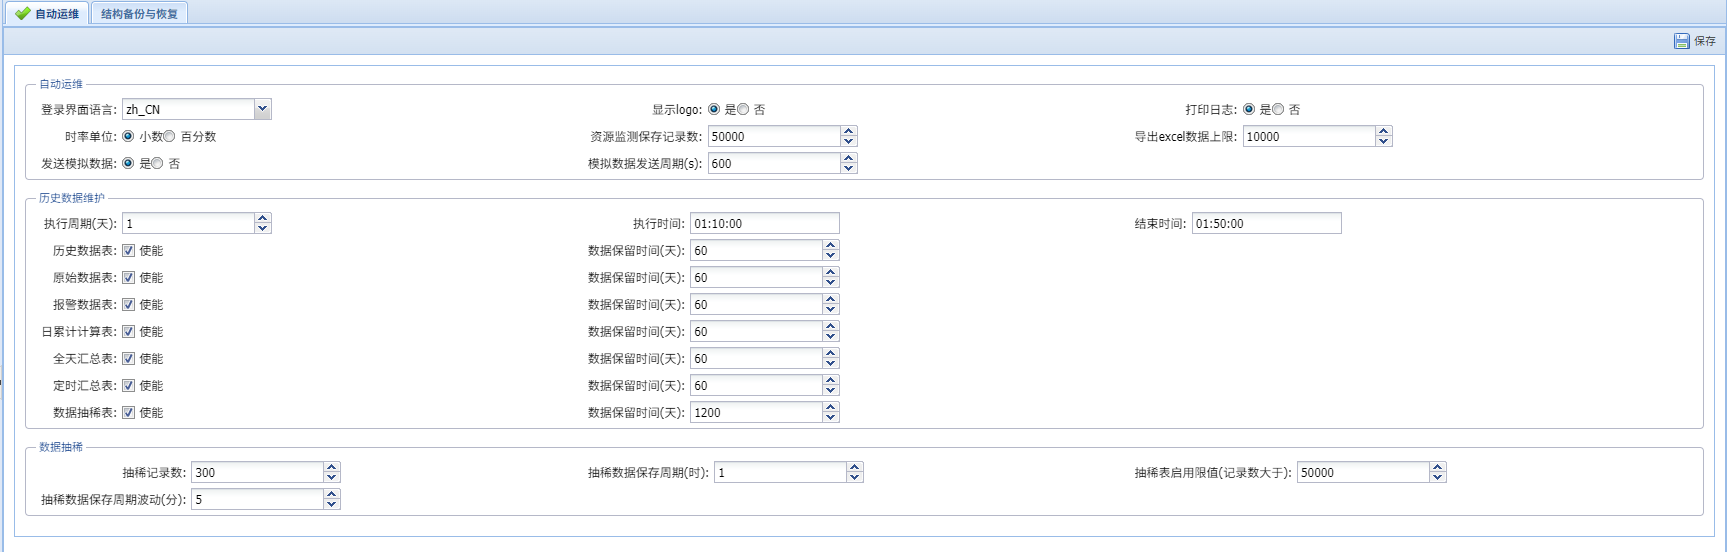 自动运维 结构备份与恢复
保存
自动运维
登录界面语言: zh_CN 显示logo: 是 否 打印日志: 是 否
时率单位: 小数 百分数 资源监测保存记录数: 50000 导出excel数据上限: 10000
发送模拟数据: 是 否 模拟数据发送周期(s): 600
历史数据维护
执行周期(天): 1 执行时间: 01:10:00 结束时间: 01:50:00
历史数据表: 使能 数据保留时间(天): 60
原始数据表: 使能 数据保留时间(天): 60
报警数据表: 使能 数据保留时间(天): 60
日累计计算表: 使能 数据保留时间(天): 60
全天汇总表: 使能 数据保留时间(天): 60
定时汇总表: 使能 数据保留时间(天): 60
数据抽稀表: 使能 数据保留时间(天): 1200
数据抽稀
抽稀记录数: 300 抽稀数据保存周期(时): 1 抽稀表启用限值(记录数大于): 50000
抽稀数据保存周期波动(分): 5